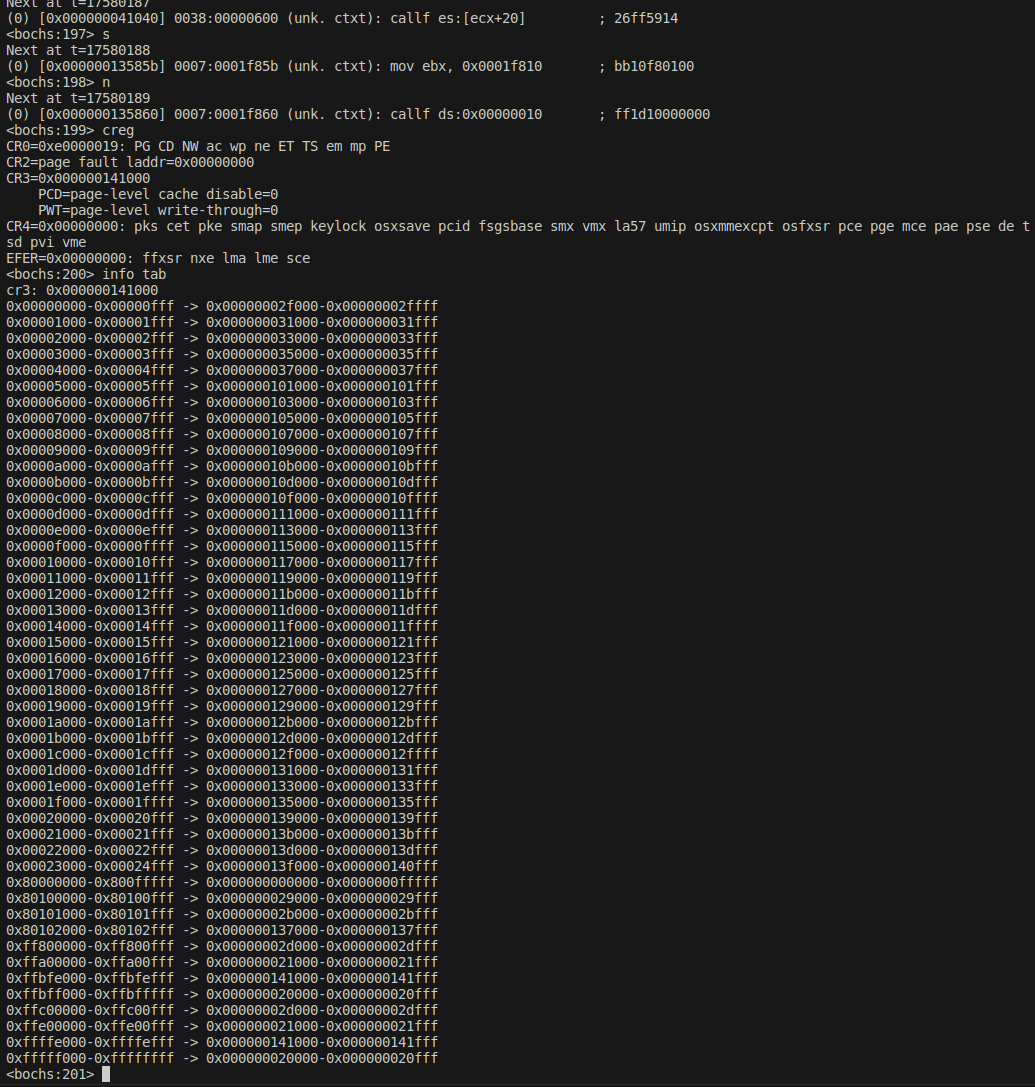 Next at t=17580187
(0) [0x000000041040] 0038:00000600 (unk. ctxt): callf es:[ecx+20]         ; 26ff5914
<bochs:197> s
Next at t=17580188
(0) [0x00000013585b] 0007:0001f85b (unk. ctxt): mov ebx, 0x0001f810       ; bb10f80100
<bochs:198> n
Next at t=17580189
(0) [0x000000135860] 0007:0001f860 (unk. ctxt): callf ds:0x00000010       ; ff1d10000000
<bochs:199> creg
CR0=0xe0000019: PG CD NW ac wp ne ET TS em mp PE
CR2=page fault laddr=0x00000000
CR3=0x000000141000
    PCD=page-level cache disable=0
    PWT=page-level write-through=0
CR4=0x00000000: pks cet pke smap smep keylock osxsave pcid fsgsbase smx vmx la57 umip osxmmexcpt osfxsr pce pge mce pae pse de t
sd pvi vme
EFER=0x00000000: ffxsr nxe lma lme sce
<bochs:200> info tab
cr3: 0x000000141000
0x00000000-0x00000fff -> 0x00000002f000-0x00000002ffff
0x00001000-0x00001fff -> 0x000000031000-0x000000031fff
0x00002000-0x00002fff -> 0x000000033000-0x000000033fff
0x00003000-0x00003fff -> 0x000000035000-0x000000035fff
0x00004000-0x00004fff -> 0x000000037000-0x000000037fff
0x00005000-0x00005fff -> 0x000000101000-0x000000101fff
0x00006000-0x00006fff -> 0x000000103000-0x000000103fff
0x00007000-0x00007fff -> 0x000000105000-0x000000105fff
0x00008000-0x00008fff -> 0x000000107000-0x000000107fff
0x00009000-0x00009fff -> 0x000000109000-0x000000109fff
0x0000a000-0x0000afff -> 0x00000010b000-0x00000010bfff
0x0000b000-0x0000bfff -> 0x00000010d000-0x00000010dfff
0x0000c000-0x0000cfff -> 0x00000010f000-0x00000010ffff
0x0000d000-0x0000dfff -> 0x000000111000-0x000000111fff
0x0000e000-0x0000efff -> 0x000000113000-0x000000113fff
0x0000f000-0x0000ffff -> 0x000000115000-0x000000115fff
0x00010000-0x00010fff -> 0x000000117000-0x000000117fff
0x00011000-0x00011fff -> 0x000000119000-0x000000119fff
0x00012000-0x00012fff -> 0x00000011b000-0x00000011bfff
0x00013000-0x00013fff -> 0x00000011d000-0x00000011dfff
0x00014000-0x00014fff -> 0x00000011f000-0x00000011ffff
0x00015000-0x00015fff -> 0x000000121000-0x000000121fff
0x00016000-0x00016fff -> 0x000000123000-0x000000123fff
0x00017000-0x00017fff -> 0x000000125000-0x000000125fff
0x00018000-0x00018fff -> 0x000000127000-0x000000127fff
0x00019000-0x00019fff -> 0x000000129000-0x000000129fff
0x0001a000-0x0001afff -> 0x00000012b000-0x00000012bfff
0x0001b000-0x0001bfff -> 0x00000012d000-0x00000012dfff
0x0001c000-0x0001cfff -> 0x00000012f000-0x00000012ffff
0x0001d000-0x0001dfff -> 0x000000131000-0x000000131fff
0x0001e000-0x0001efff -> 0x000000133000-0x000000133fff
0x0001f000-0x0001ffff -> 0x000000135000-0x000000135fff
0x00020000-0x00020fff -> 0x000000139000-0x000000139fff
0x00021000-0x00021fff -> 0x00000013b000-0x00000013bfff
0x00022000-0x00022fff -> 0x00000013d000-0x00000013dfff
0x00023000-0x00024fff -> 0x00000013f000-0x000000140fff
0x80000000-0x800fffff -> 0x000000000000-0x0000000fffff
0x80100000-0x80100fff -> 0x000000029000-0x000000029fff
0x80101000-0x80101fff -> 0x00000002b000-0x00000002bfff
0x80102000-0x80102fff -> 0x000000137000-0x000000137fff
0xff800000-0xff800fff -> 0x00000002d000-0x00000002dfff
0xffa00000-0xffa00fff -> 0x000000021000-0x000000021fff
0xffbfe000-0xffbfefff -> 0x000000141000-0x000000141fff
0xffbff000-0xffbfffff -> 0x000000020000-0x000000020fff
0xffc00000-0xffc00fff -> 0x00000002d000-0x00000002dfff
0xffe00000-0xffe00fff -> 0x000000021000-0x000000021fff
0xffffe000-0xffffefff -> 0x000000141000-0x000000141fff
0xfffff000-0xffffffff -> 0x000000020000-0x000000020fff
<bochs:201>